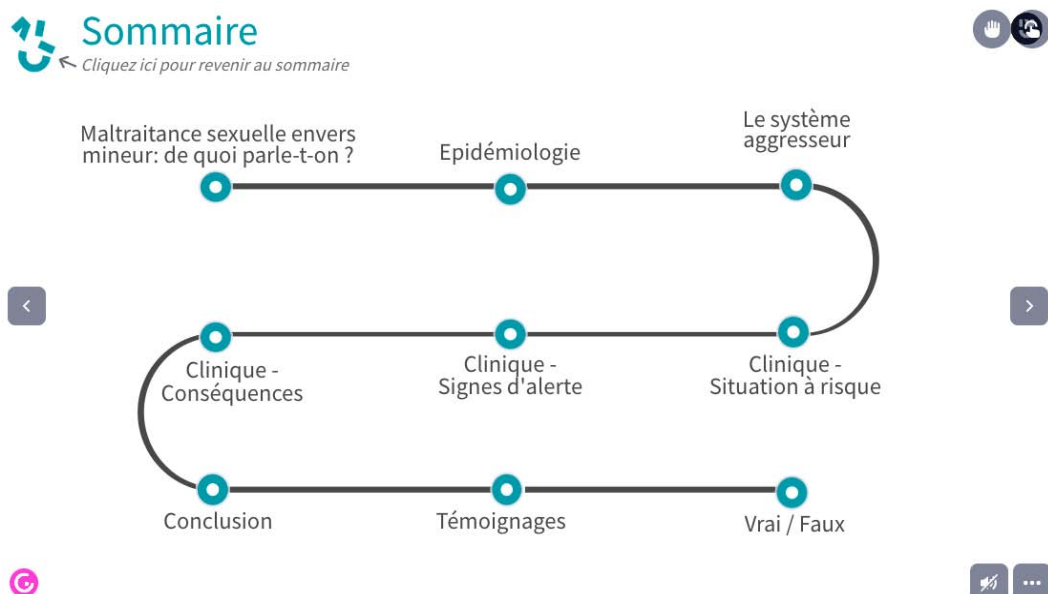 Sommaire
Cliquez ici pour revenir au sommaire
Maltraitance sexuelle envers
mineur: de quoi parle-t-on ?
Epidémiologie
Le système
aggresseur
Clinique -
Conséquences
Clinique -
Signes d'alerte
Clinique -
Situation à risque
Conclusion
Témoignages
Vrai / Faux